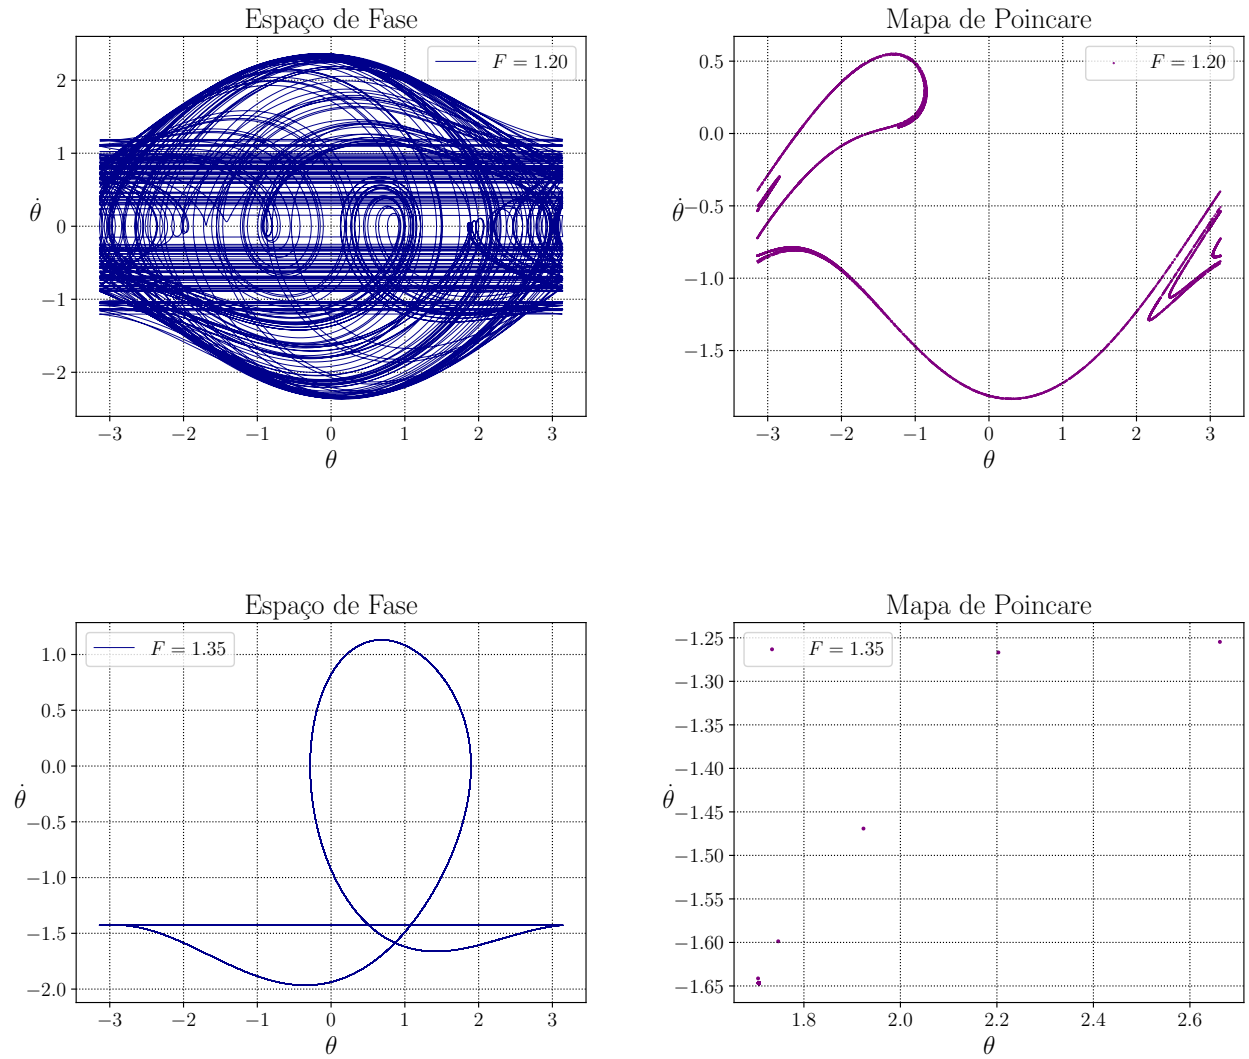 Espaço de Fase
F = 1.20
2
1
0
−1
−2
θ̇
−3 −2 −1 0 1 2 3
θ
Mapa de Poincare
F = 1.20
0.5
0.0
−0.5
−1.0
−1.5
θ̇
−3 −2 −1 0 1 2 3
θ
Espaço de Fase
F = 1.35
1.0
0.5
0.0
−0.5
−1.0
−1.5
−2.0
θ̇
−3 −2 −1 0 1 2 3
θ
Mapa de Poincare
F = 1.35
−1.25
−1.30
−1.35
−1.40
−1.45
−1.50
−1.55
−1.60
−1.65
θ̇
1.8 2.0 2.2 2.4 2.6
θ